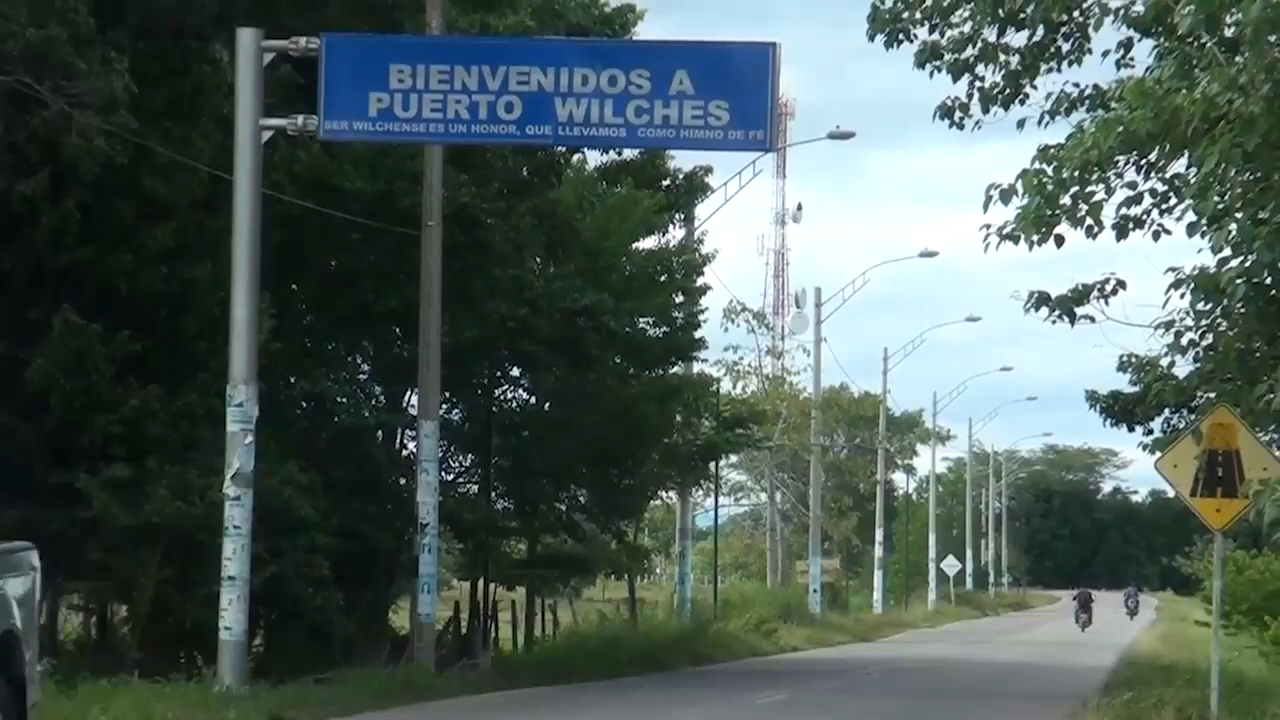 BIENVENIDOS A
PUERTO WILCHES
SER WILCHENSE ES UN HONOR, QUE LLEVAMOS COMO HIMNO DE FÉ